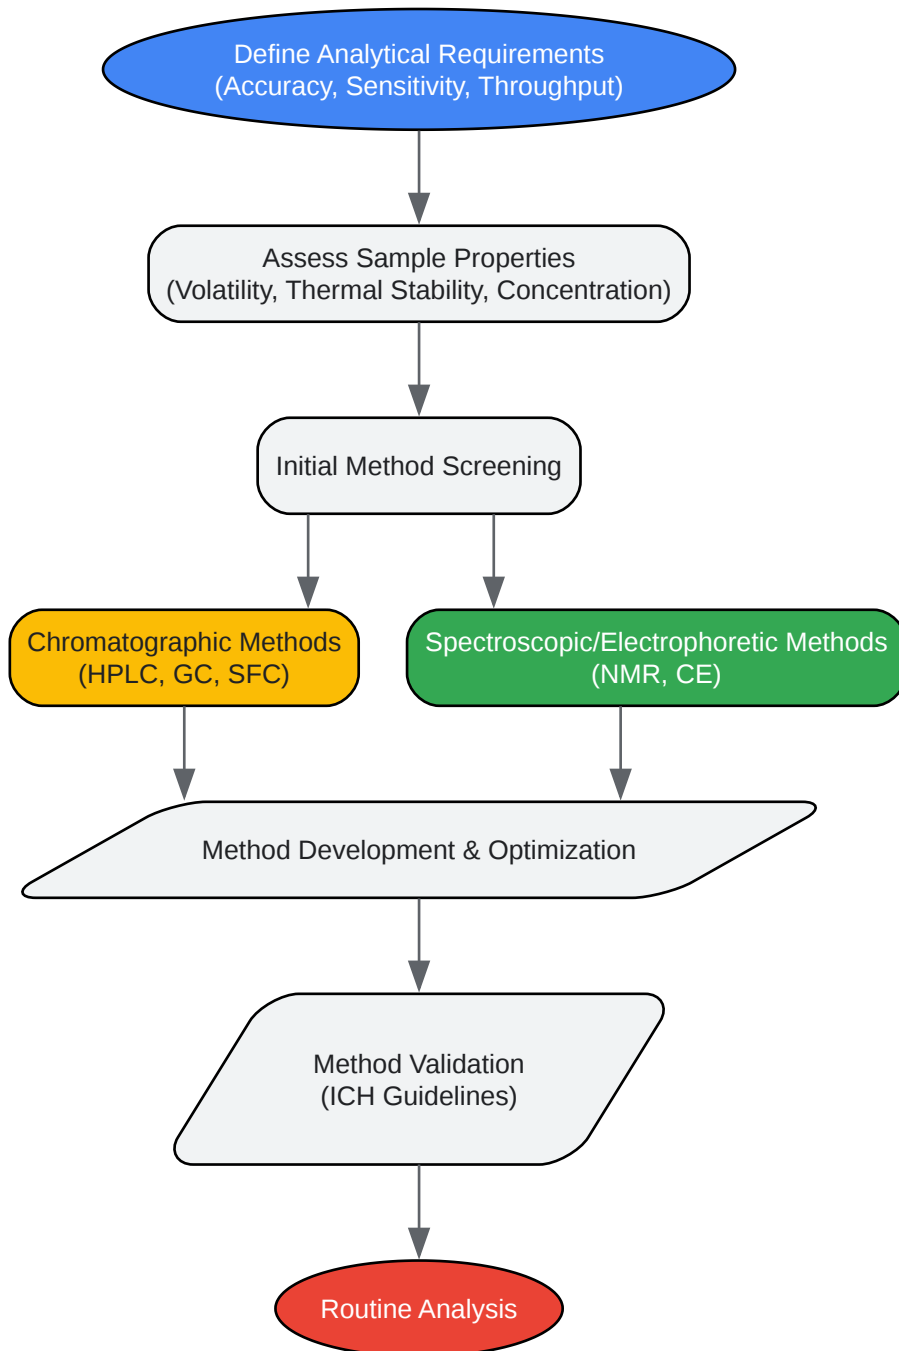 Define Analytical Requirements
(Accuracy, Sensitivity, Throughput)
Assess Sample Properties
(Volatility, Thermal Stability, Concentration)
Initial Method Screening
Chromatographic Methods
(HPLC, GC, SFC)
Spectroscopic/Electrophoretic Methods
(NMR, CE)
Method Development & Optimization
Method Validation
(ICH Guidelines)
Routine Analysis